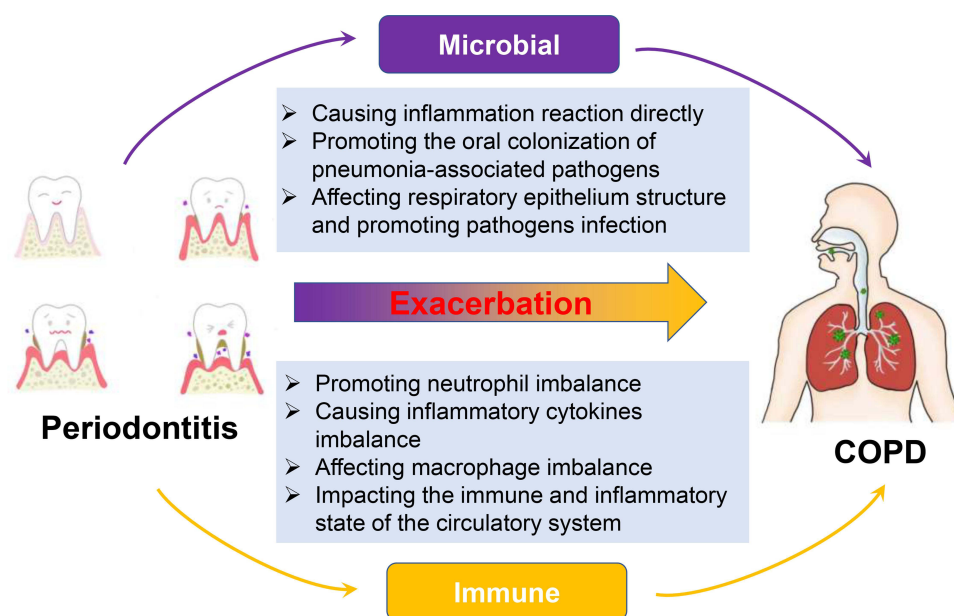 Microbial
➢ Causing inflammation reaction directly
➢ Promoting the oral colonization of
pneumonia-associated pathogens
➢ Affecting respiratory epithelium structure
and promoting pathogens infection
Exacerbation
➢ Promoting neutrophil imbalance
➢ Causing inflammatory cytokines
imbalance
➢ Affecting macrophage imbalance
➢ Impacting the immune and inflammatory
state of the circulatory system
Periodontitis
COPD
Immune